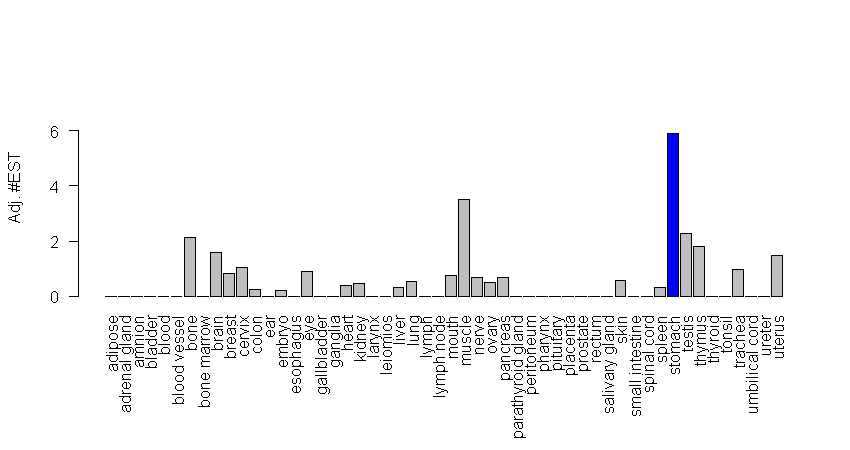 Adj. #EST
6
4
2
0
adipose
adrenal gland
amnion
bladder
blood
blood vessel
bone
bone marrow
brain
breast
cervix
colon
ear
embryo
esophagus
eye
gallbladder
ganglia
heart
kidney
larynx
leiomios
liver
lung
lymph
lymph node
mouth
muscle
nerve
ovary
pancreas
parathyroid gland
peritoneum
pharynx
pituitary
placenta
prostate
rectum
salivary gland
skin
small intestine
spinal cord
spleen
stomach
testis
thymus
thyroid
tonsil
trachea
umbilical cord
ureter
uterus